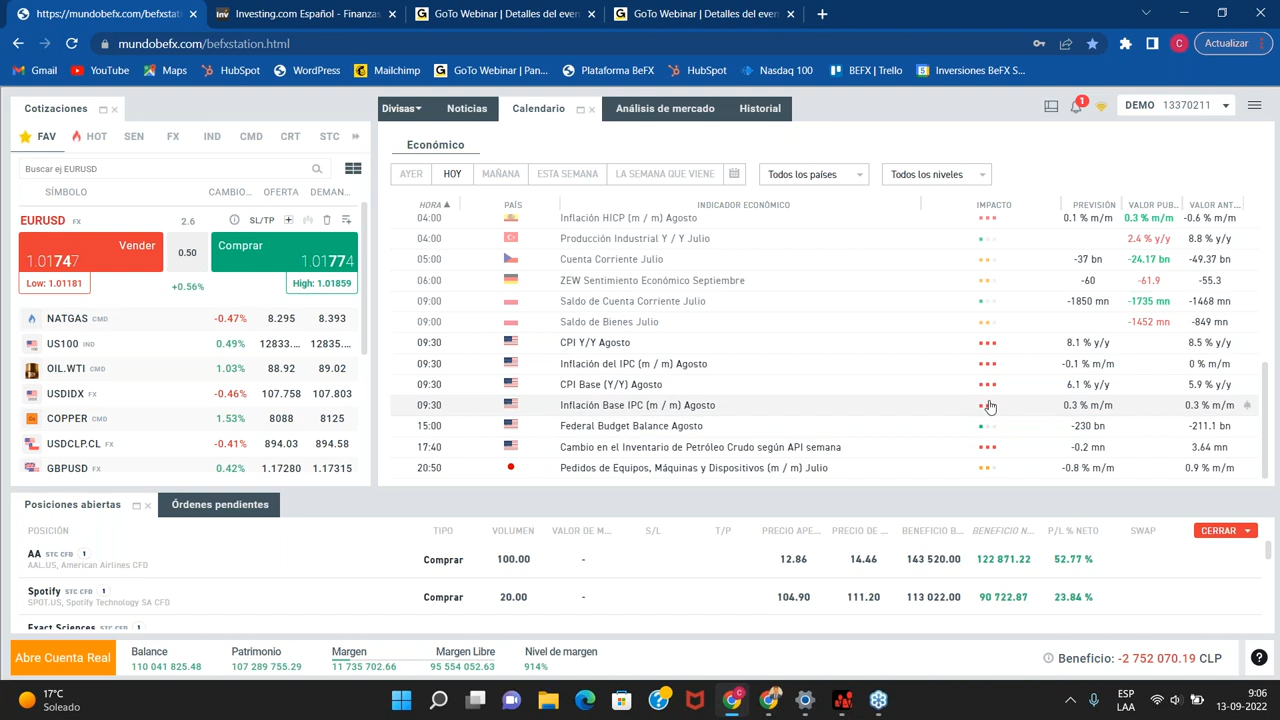 https://mundobefx.com/befxstation
Investing.com Español - Finanzas
GoTo Webinar | Detalles del even
GoTo Webinar | Detalles del even
mundobefx.com/befxstation.html
C
Actualizar
Gmail YouTube Maps HubSpot WordPress Mailchimp GoTo Webinar | Pan... Plataforma BeFX HubSpot Nasdaq 100 BEFX | Trello Inversiones BeFX S...
Cotizaciones
Divisas Noticias Calendario Análisis de mercado Historial
1
DEMO 13370211
FAV HOT SEN FX IND CMD CRT STC
Buscar ej EURUSD
SÍMBOLO CAMBIO... OFERTA DEMAN...
EURUSD FX 2.6 SL/TP
Vender 1.01747
0.50
Comprar 1.01774
Low: 1.01181 +0.56% High: 1.01859
NATGAS CMD -0.47% 8.295 8.393
US100 IND 0.49% 12833.... 12835....
OIL.WTI CMD 1.03% 88.92 89.02
USDIDX FX -0.46% 107.758 107.803
COPPER CMD 1.53% 8088 8125
USDCLP.CL FX -0.41% 894.03 894.58
GBPUSD FX 0.42% 1.17280 1.17315
Económico
AYER HOY MAÑANA ESTA SEMANA LA SEMANA QUE VIENE Todos los países Todos los niveles
HORA PAÍS INDICADOR ECONÓMICO IMPACTO PREVISIÓN VALOR PUB... VALOR ANT...
04:00 Inflación HICP (m / m) Agosto 0.1 % m/m 0.3 % m/m -0.6 % m/m
04:00 Producción Industrial Y / Y Julio 2.4 % y/y 8.8 % y/y
05:00 Cuenta Corriente Julio -37 bn -24.17 bn -49.37 bn
06:00 ZEW Sentimiento Económico Septiembre -60 -61.9 -55.3
09:00 Saldo de Cuenta Corriente Julio -1850 mn -1735 mn -1468 mn
09:00 Saldo de Bienes Julio -1452 mn -849 mn
09:30 CPI Y/Y Agosto 8.1 % y/y 8.5 % y/y
09:30 Inflación del IPC (m / m) Agosto -0.1 % m/m 0 % m/m
09:30 CPI Base (Y/Y) Agosto 6.1 % y/y 5.9 % y/y
09:30 Inflación Base IPC (m / m) Agosto 0.3 % m/m 0.3 % m/m
15:00 Federal Budget Balance Agosto -230 bn -211.1 bn
17:40 Cambio en el Inventario de Petróleo Crudo según API semana -0.2 mn 3.64 mn
20:50 Pedidos de Equipos, Máquinas y Dispositivos (m / m) Julio -0.8 % m/m 0.9 % m/m
Posiciones abiertas Órdenes pendientes
POSICIÓN TIPO VOLUMEN VALOR DE M... S/L T/P PRECIO APE... PRECIO DE ... BENEFICIO B... BENEFICIO N... P/L % NETO SWAP CERRAR
AA STC CFD 1 Comprar 100.00 - 12.86 14.46 143 520.00 122 871.22 52.77 %
AAL.US, American Airlines CFD
Spotify STC CFD 1 Comprar 20.00 - 104.90 111.20 113 022.00 90 722.87 23.84 %
SPOT.US, Spotify Technology SA CFD
Exact Sciences STC CFD 1
Abre Cuenta Real
Balance Patrimonio Margen Margen Libre Nivel de margen
110 041 825.48 107 289 755.29 11 735 702.66 95 554 052.63 914%
Beneficio: -2 752 070.19 CLP
?
17°C
Soleado
ESP
LAA
9:06
13-09-2022